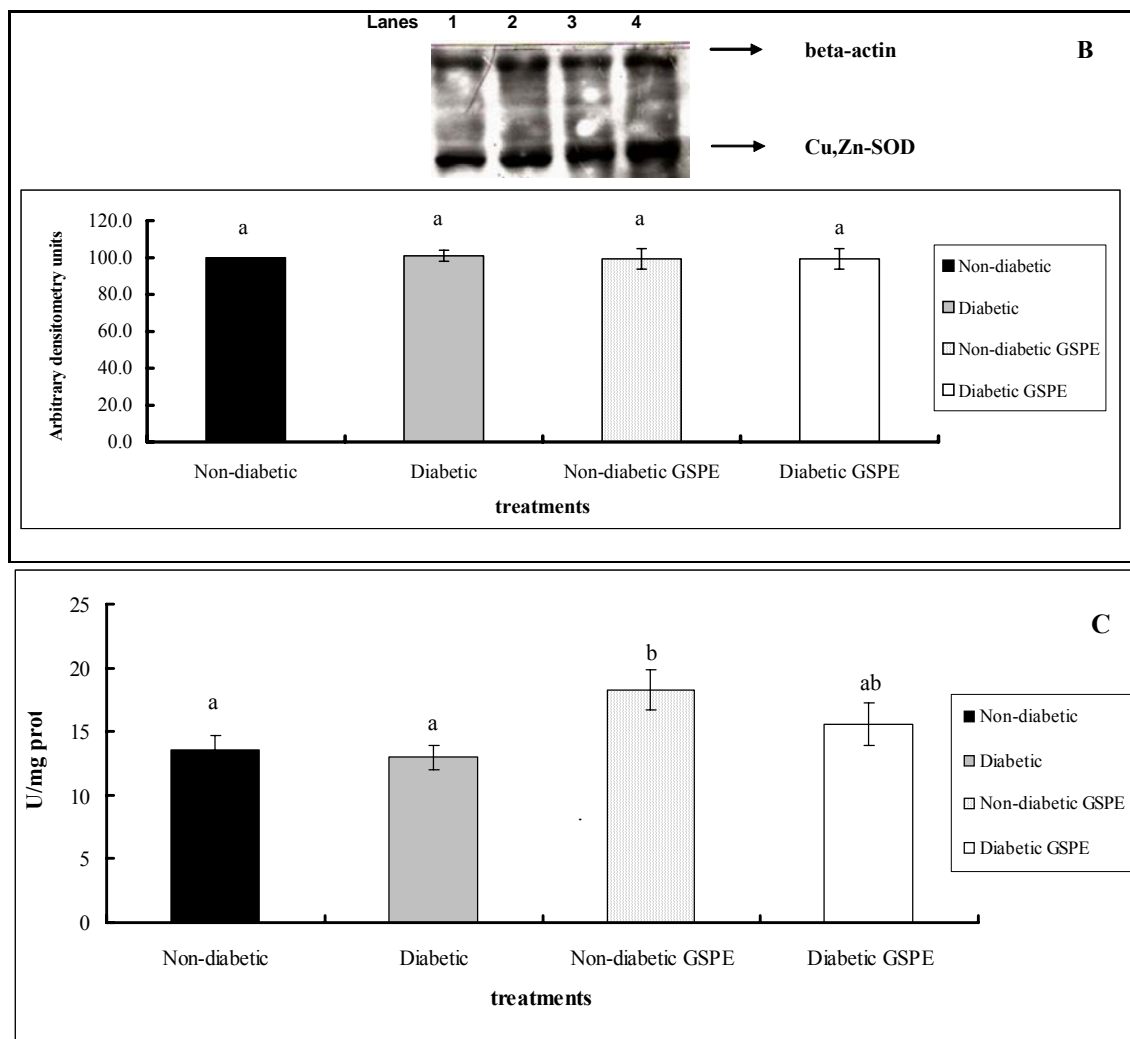 Lanes 1 2 3 4
beta-actin
B
Cu,Zn-SOD
120.0
100.0
80.0
60.0
40.0
20.0
0.0
Arbitrary densitometry units
a a a a
Non-diabetic Diabetic Non-diabetic GSPE Diabetic GSPE
treatments
Non-diabetic
Diabetic
Non-diabetic GSPE
Diabetic GSPE
C
25
20
15
10
5
0
U/mg prot
a a b ab
Non-diabetic Diabetic Non-diabetic GSPE Diabetic GSPE
treatments
Non-diabetic
Diabetic
Non-diabetic GSPE
Diabetic GSPE